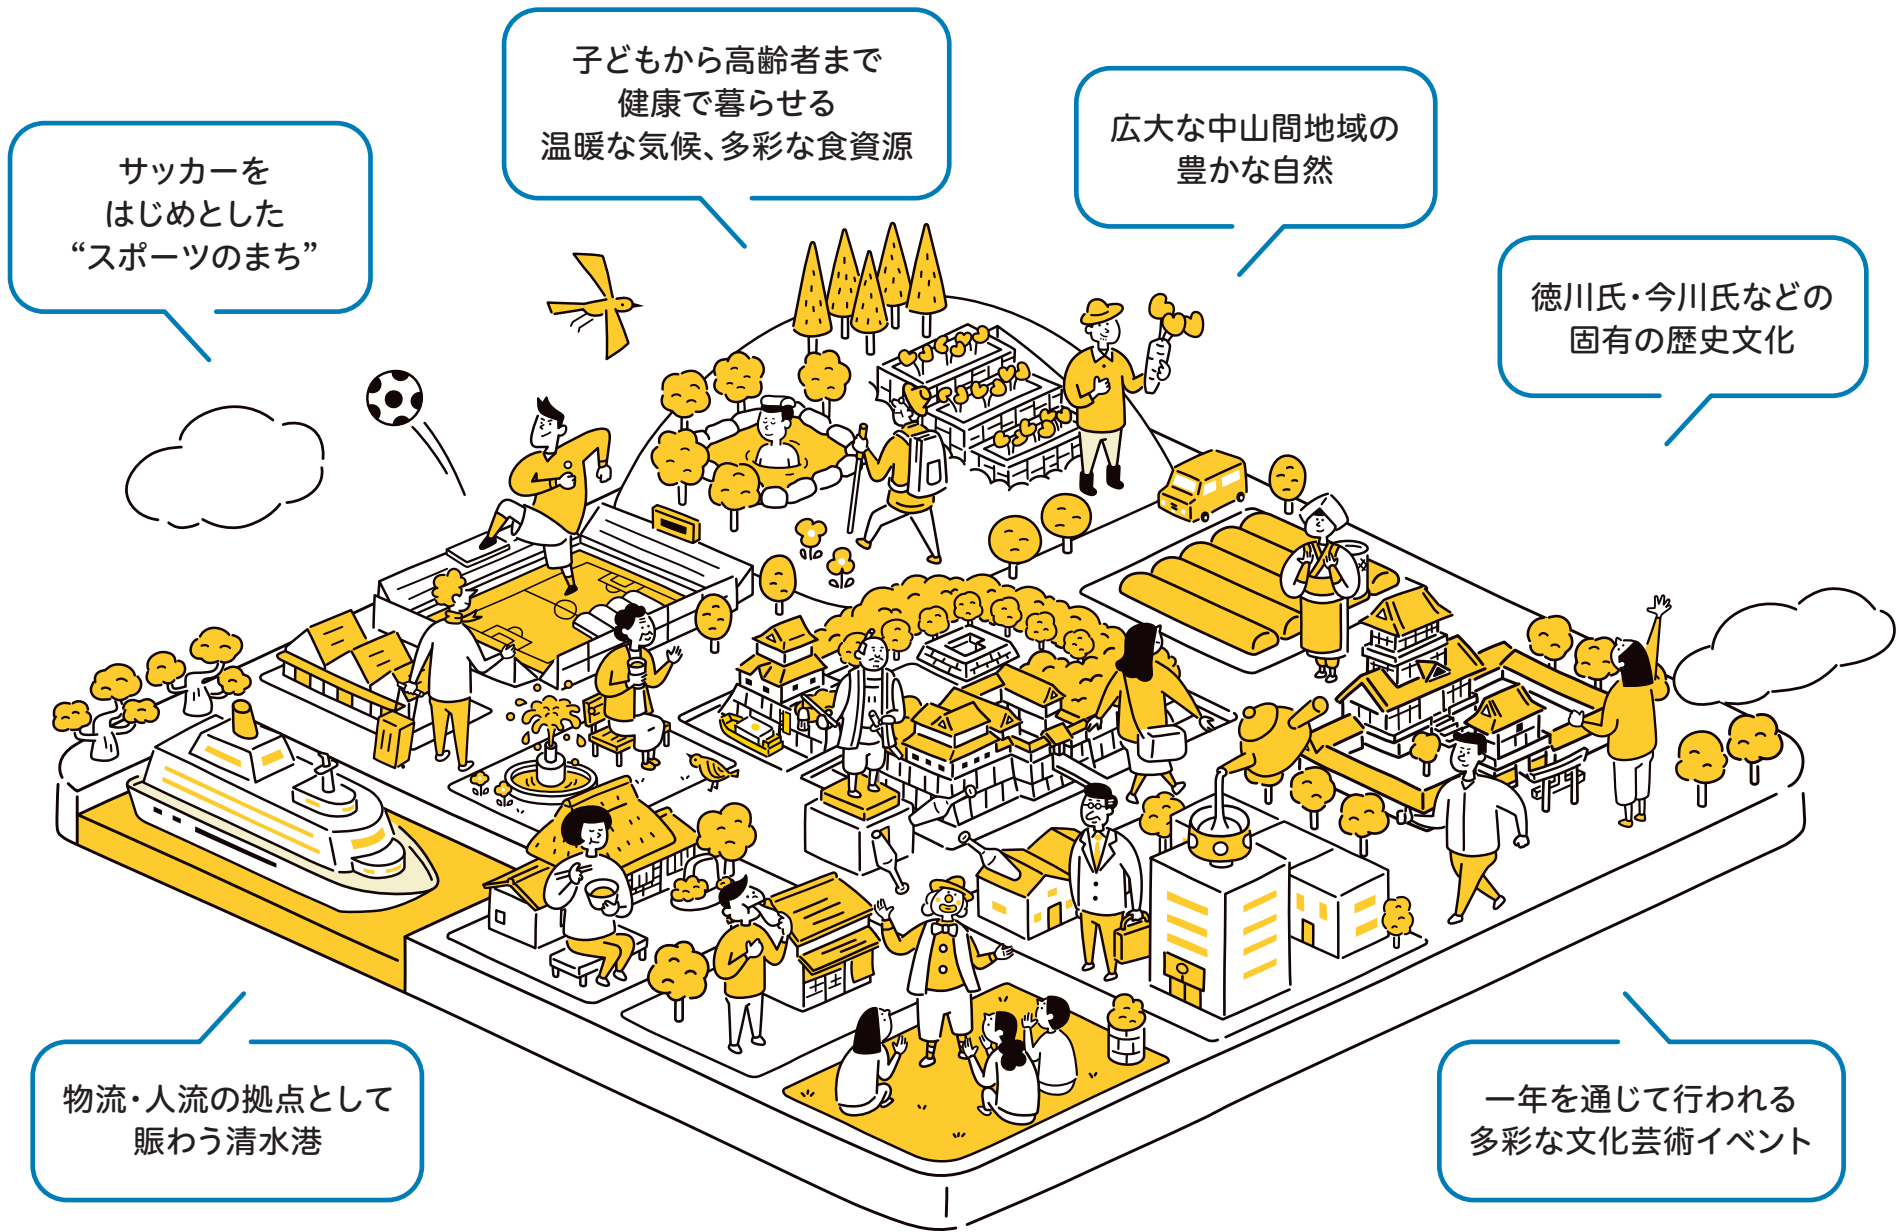 サッカーを
はじめとした
“スポーツのまち”
子どもから高齢者まで
健康で暮らせる
温暖な気候、多彩な食資源
広大な中山間地域の
豊かな自然
徳川氏・今川氏などの
固有の歴史文化
物流・人流の拠点として
賑わう清水港
一年を通じて行われる
多彩な文化芸術イベント